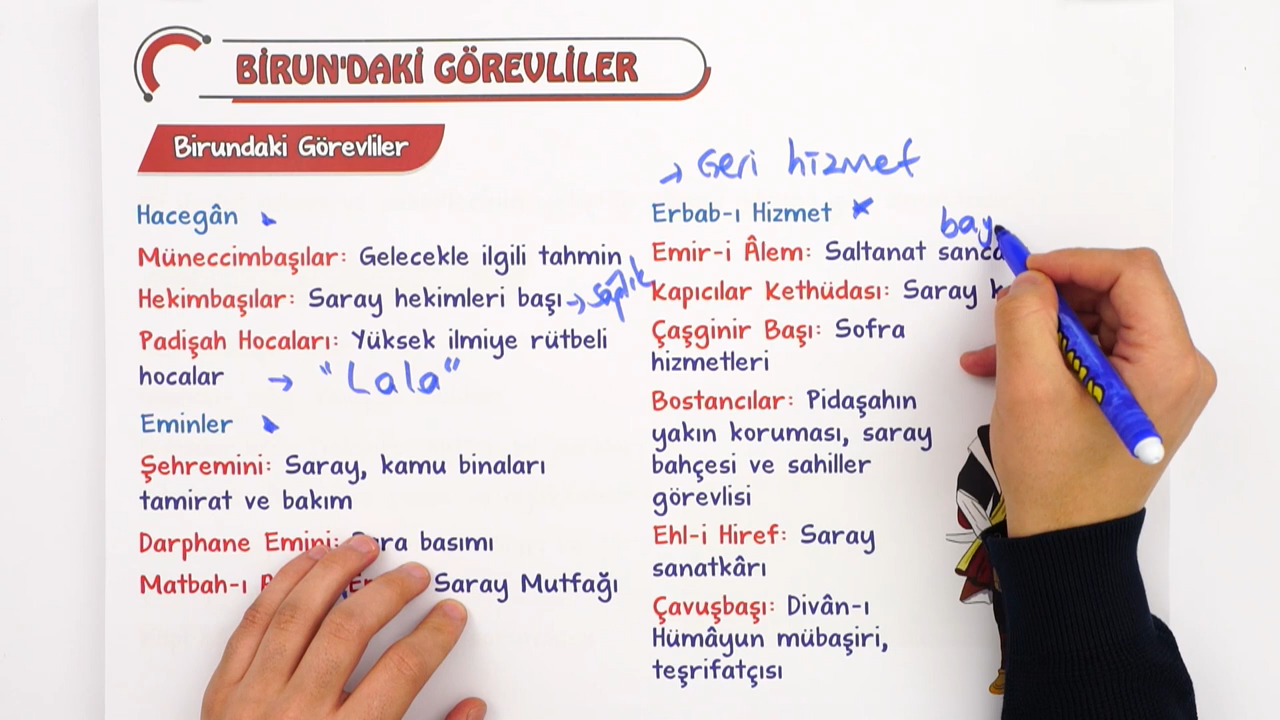 BİRUN'DAKİ GÖREVLİLER
Birundaki Görevliler
Hacegân
Müneccimbaşılar: Gelecekle ilgili tahmin
Hekimbaşılar: Saray hekimleri başı → sağlık
Padişah Hocaları: Yüksek ilmiye rütbeli
hocalar → "Lala"
Eminler
Şehremini: Saray, kamu binaları
tamirat ve bakım
Darphane Emini: basımı
Matbah-ı Saray Mutfağı
→ Geri hizmet
Erbab-ı Hizmet
bay
Emir-i Âlem: Saltanat
Kapıcılar Kethüdası: Saray
Çaşginir Başı: Sofra
hizmetleri
Bostancılar: Pidaşahın
yakın koruması, saray
bahçesi ve sahiller
görevlisi
Ehl-i Hiref: Saray
sanatkârı
Çavuşbaşı: Divân-ı
Hümâyun mübaşiri,
teşrifatçısı